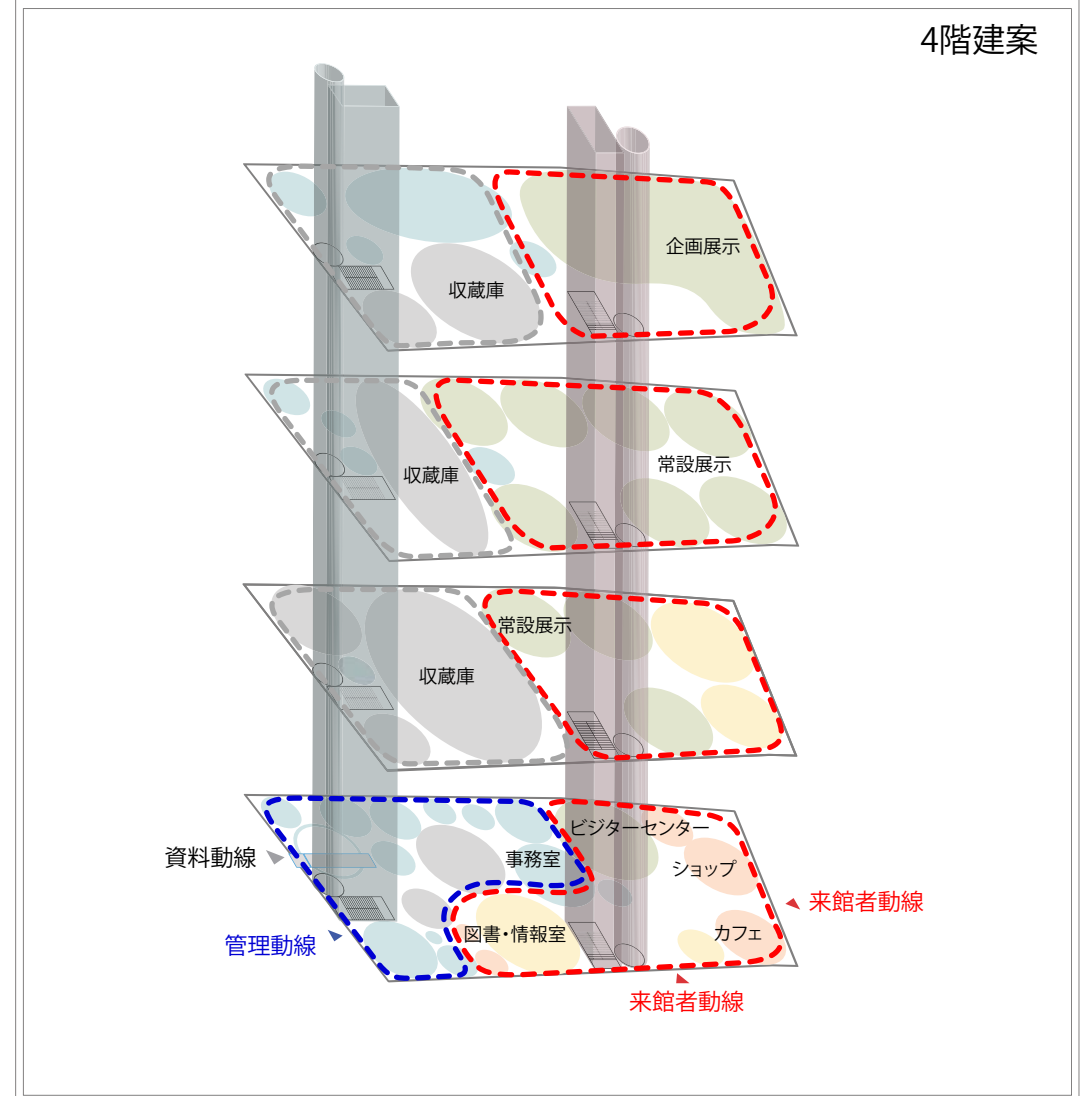 4階建案
企画展示
収蔵庫
常設展示
収蔵庫
常設展示
収蔵庫
ビジターセンター
事務室
ショップ
資料動線
来館者動線
図書・情報室
カフェ
管理動線
来館者動線